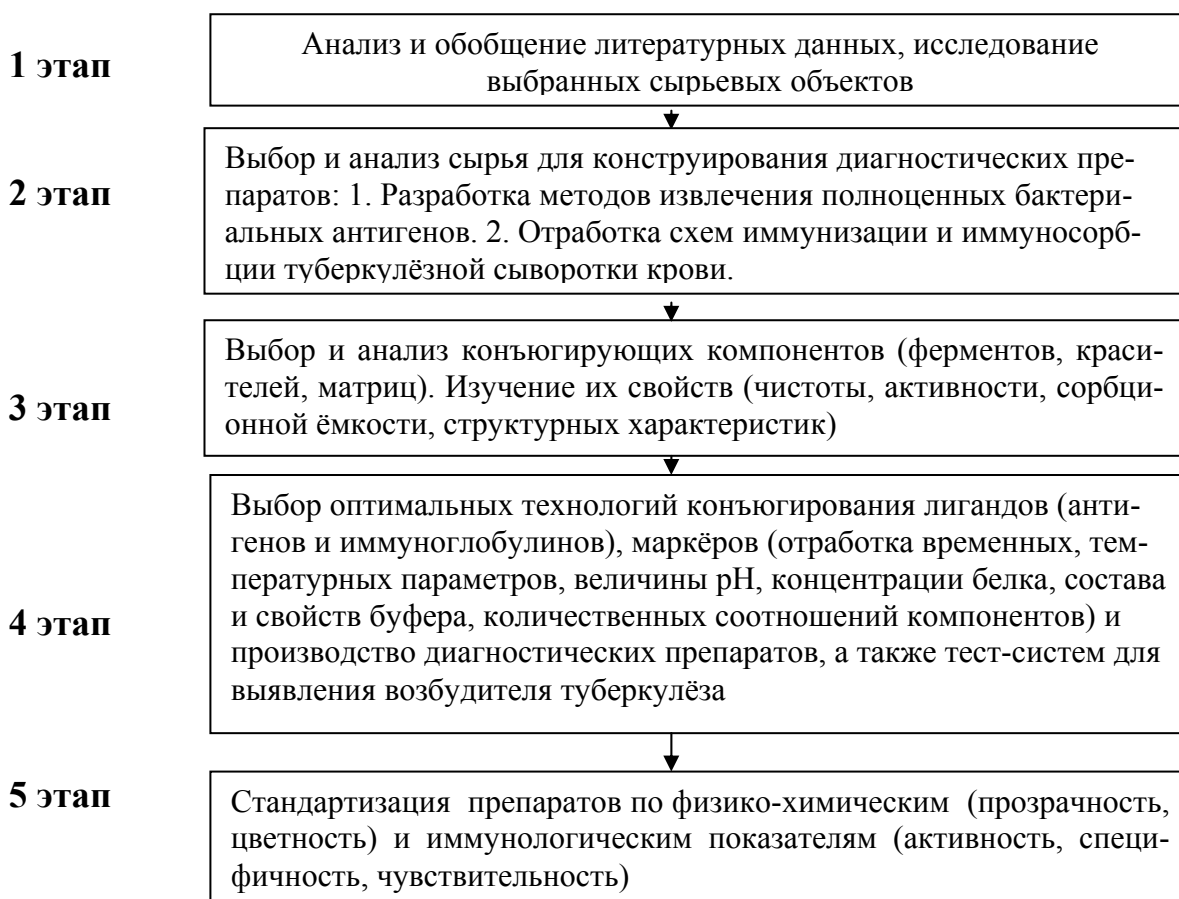 1 этап
Анализ и обобщение литературных данных, исследование
выбранных сырьевых объектов
2 этап
Выбор и анализ сырья для конструирования диагностических пре-
паратов: 1. Разработка методов извлечения полноценных бактери-
альных антигенов. 2. Отработка схем иммунизации и иммуносорб-
ции туберкулёзной сыворотки крови.
3 этап
Выбор и анализ конъюгирующих компонентов (ферментов, краси-
телей, матриц). Изучение их свойств (чистоты, активности, сорбци-
онной ёмкости, структурных характеристик)
4 этап
Выбор оптимальных технологий конъюгирования лигандов (анти-
генов и иммуноглобулинов), маркёров (отработка временных, тем-
пературных параметров, величины рН, концентрации белка, состава
и свойств буфера, количественных соотношений компонентов) и
производство диагностических препаратов, а также тест-систем для
выявления возбудителя туберкулёза
5 этап
Стандартизация препаратов по физико-химическим (прозрачность,
цветность) и иммунологическим показателям (активность, специ-
фичность, чувствительность)